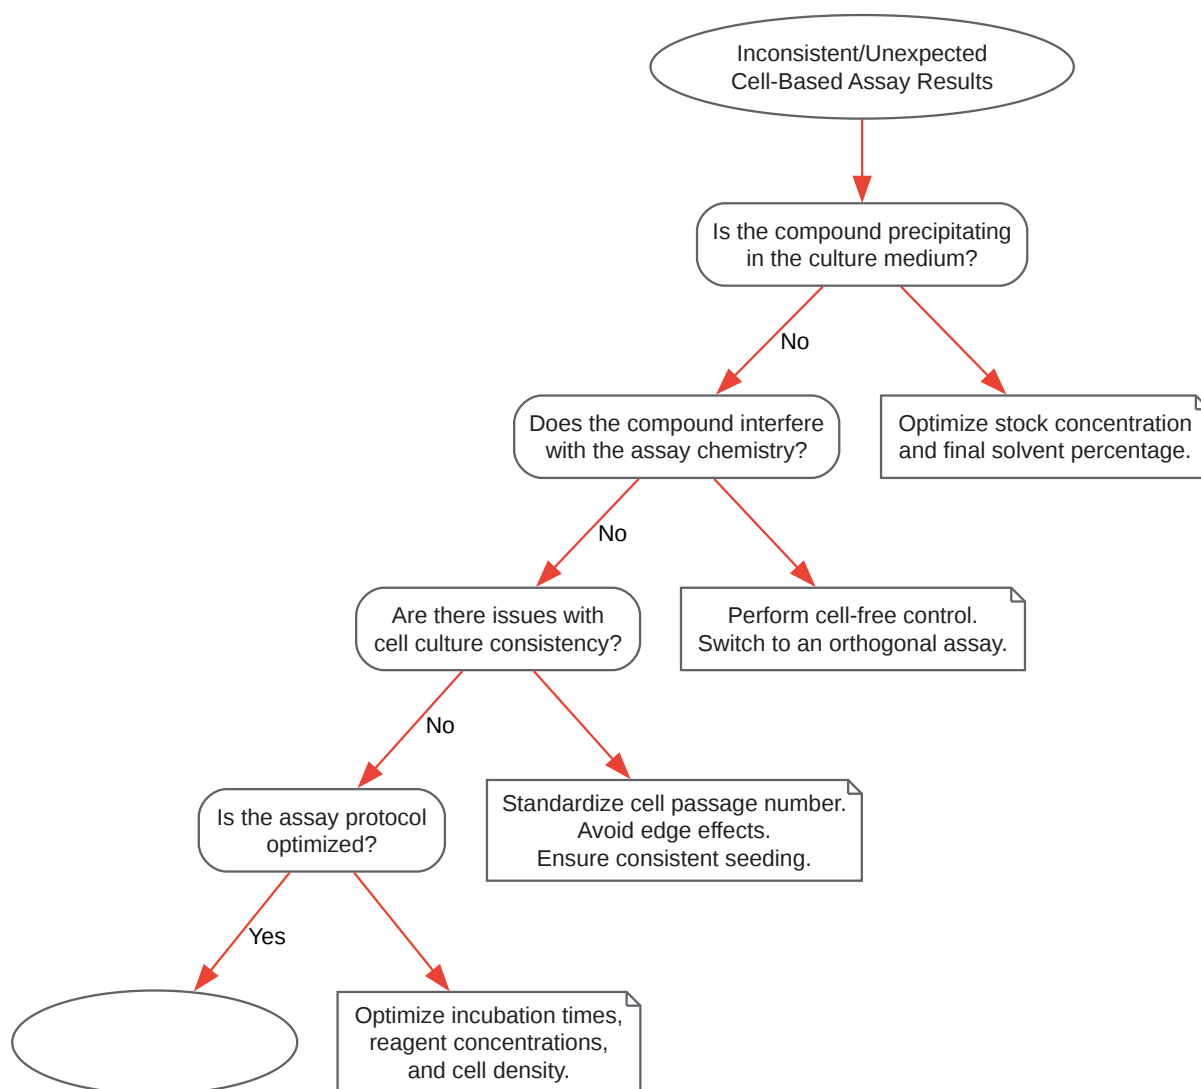 Inconsistent/Unexpected
Cell-Based Assay Results
Is the compound precipitating
in the culture medium?
No
Does the compound interfere
with the assay chemistry?
Optimize stock concentration
and final solvent percentage.
No
Are there issues with
cell culture consistency?
Perform cell-free control.
Switch to an orthogonal assay.
No
Is the assay protocol
optimized?
Standardize cell passage number.
Avoid edge effects.
Ensure consistent seeding.
Yes
Optimize incubation times,
reagent concentrations,
and cell density.